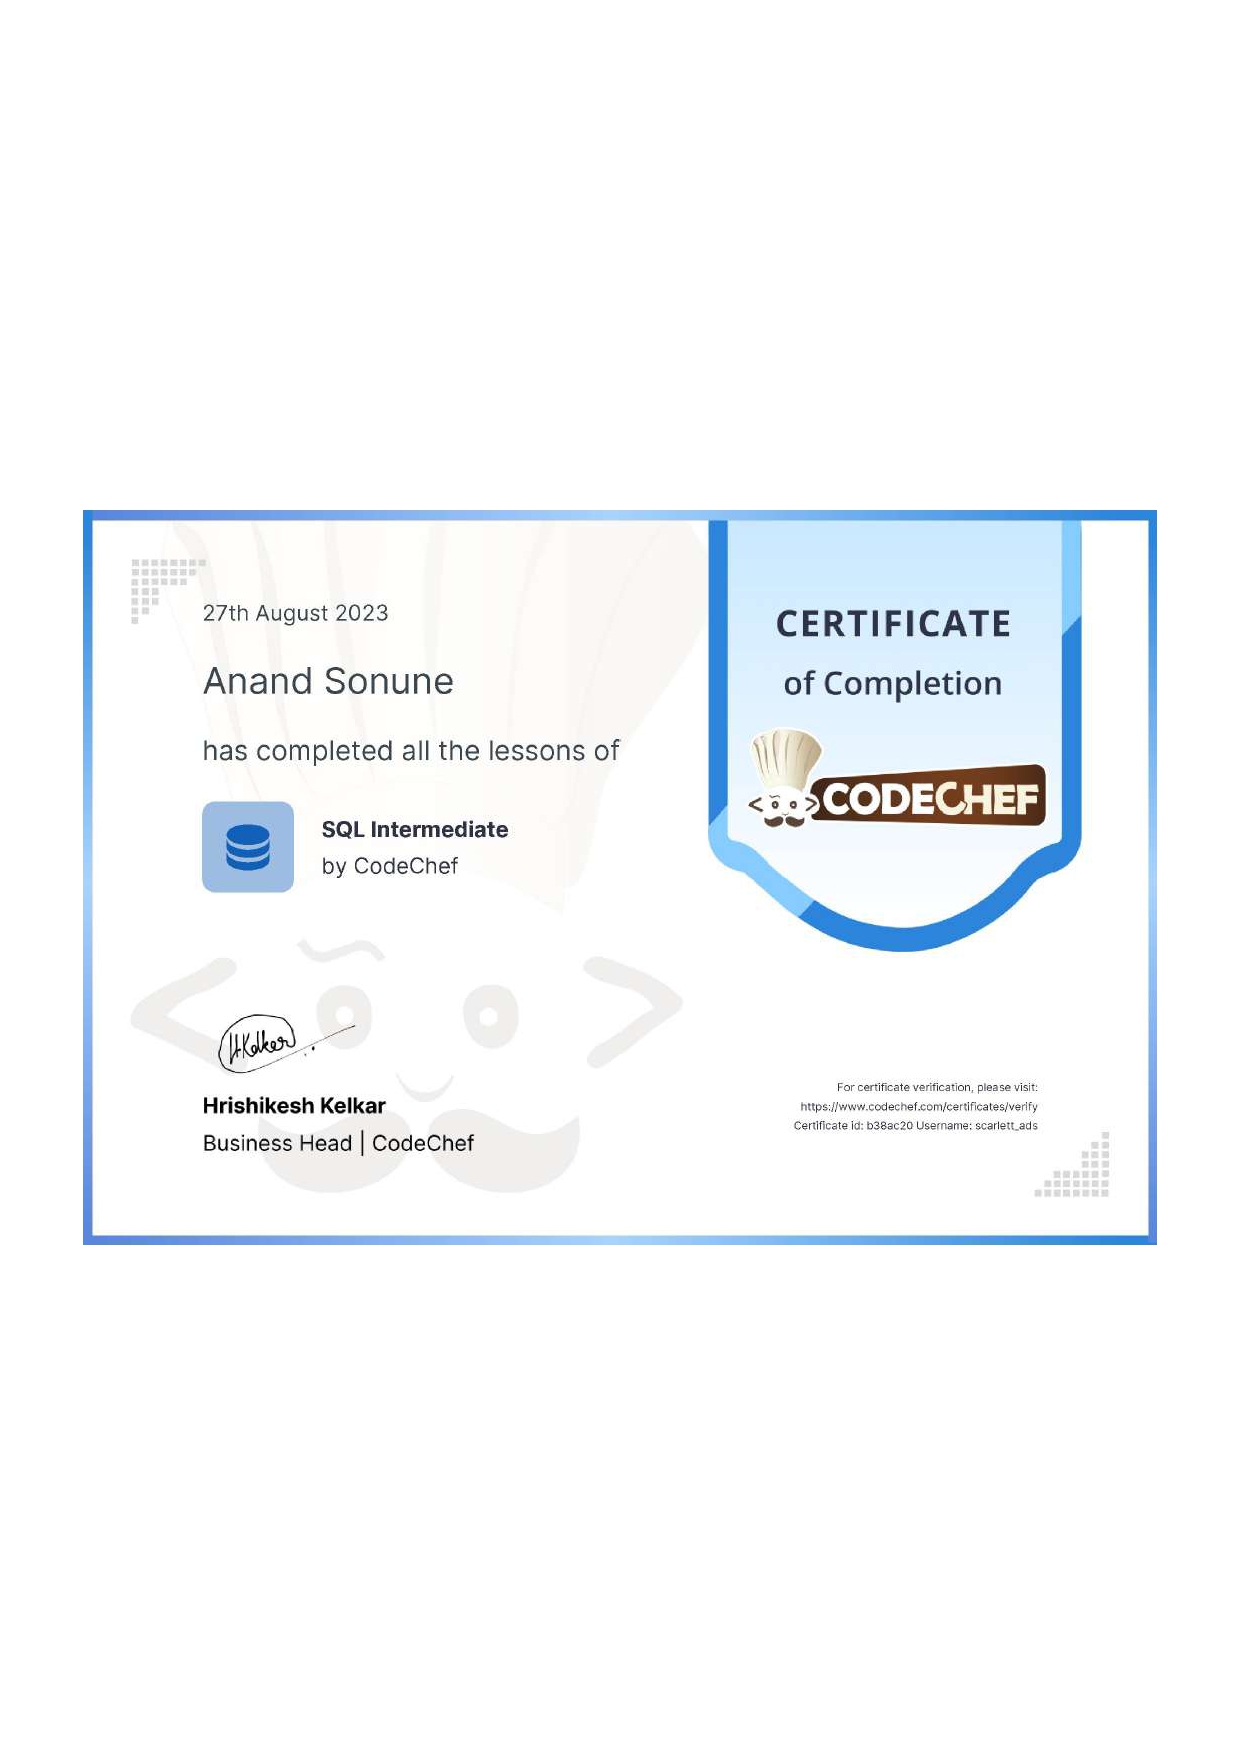 27th August 2023
Anand Sonune
has completed all the lessons of
SQL Intermediate
by CodeChef
CERTIFICATE
of Completion
CODECHEF
HKelkar
Hrishikesh Kelkar
Business Head | CodeChef
For certificate verification, please visit:
https://www.codechef.com/certificates/verify
Certificate id: b38ac20 Username: scarlett_ads